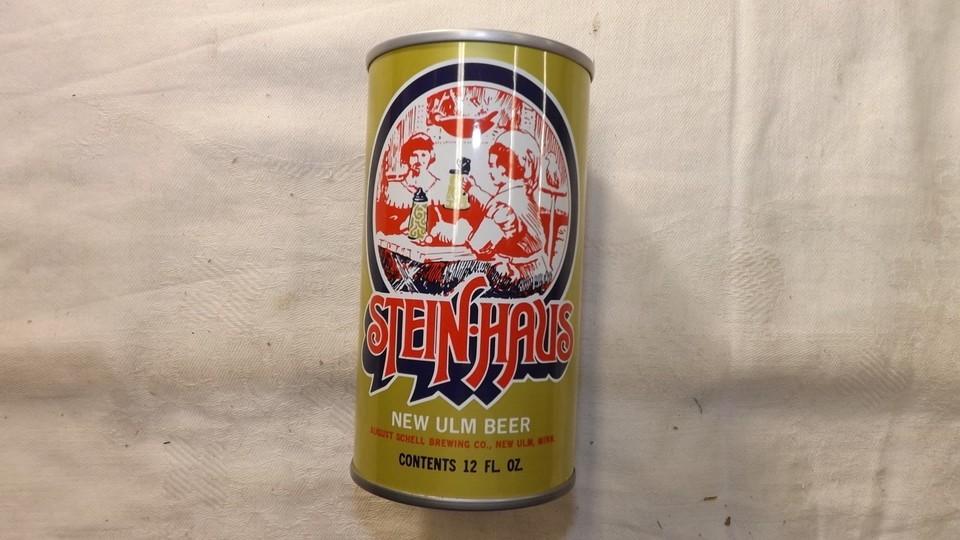 STEIN-HAUS
NEW ULM BEER
AUGUST SCHELL BREWING CO., NEW ULM, MINN.
CONTENTS 12 FL. OZ.